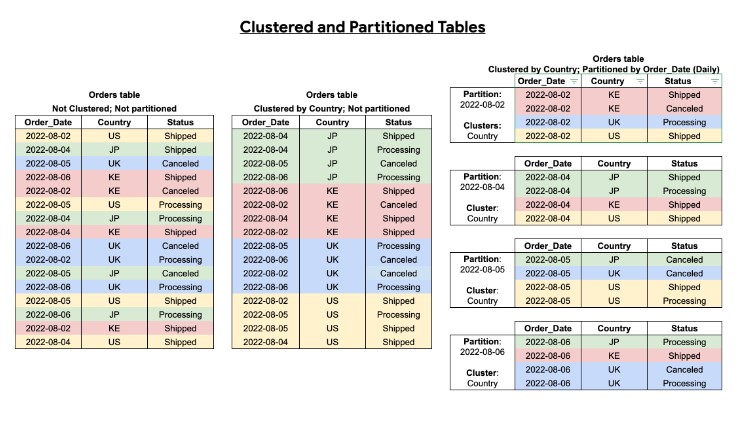 Clustered and Partitioned Tables
Orders table
Not Clustered; Not partitioned
Order_Date Country Status
2022-08-02 US Shipped
2022-08-04 JP Shipped
2022-08-05 UK Canceled
2022-08-06 KE Shipped
2022-08-02 KE Canceled
2022-08-05 US Processing
2022-08-04 JP Processing
2022-08-04 KE Shipped
2022-08-06 UK Canceled
2022-08-02 UK Processing
2022-08-05 JP Canceled
2022-08-06 UK Processing
2022-08-05 US Shipped
2022-08-06 JP Processing
2022-08-02 KE Shipped
2022-08-04 US Shipped
Orders table
Clustered by Country; Not partitioned
Order_Date Country Status
2022-08-04 JP Shipped
2022-08-04 JP Processing
2022-08-05 JP Canceled
2022-08-06 JP Processing
2022-08-06 KE Shipped
2022-08-02 KE Canceled
2022-08-04 KE Shipped
2022-08-02 KE Shipped
2022-08-05 UK Processing
2022-08-06 UK Canceled
2022-08-02 UK Canceled
2022-08-06 UK Processing
2022-08-02 US Shipped
2022-08-05 US Processing
2022-08-05 US Shipped
2022-08-04 US Shipped
Orders table
Clustered by Country; Partitioned by Order_Date (Daily)
Order_Date Country Status
Partition: 2022-08-02 KE Shipped
2022-08-02 2022-08-02 KE Canceled
Clusters: 2022-08-02 UK Processing
Country 2022-08-02 US Shipped
Order_Date Country Status
Partition: 2022-08-04 JP Shipped
2022-08-04 2022-08-04 JP Processing
Cluster: 2022-08-04 KE Shipped
Country 2022-08-04 US Shipped
Order_Date Country Status
Partition: 2022-08-05 JP Canceled
2022-08-05 2022-08-05 UK Canceled
Cluster: 2022-08-05 US Shipped
Country 2022-08-05 US Processing
Order_Date Country Status
Partition: 2022-08-06 JP Processing
2022-08-06 2022-08-06 KE Shipped
Cluster: 2022-08-06 UK Canceled
Country 2022-08-06 UK Processing